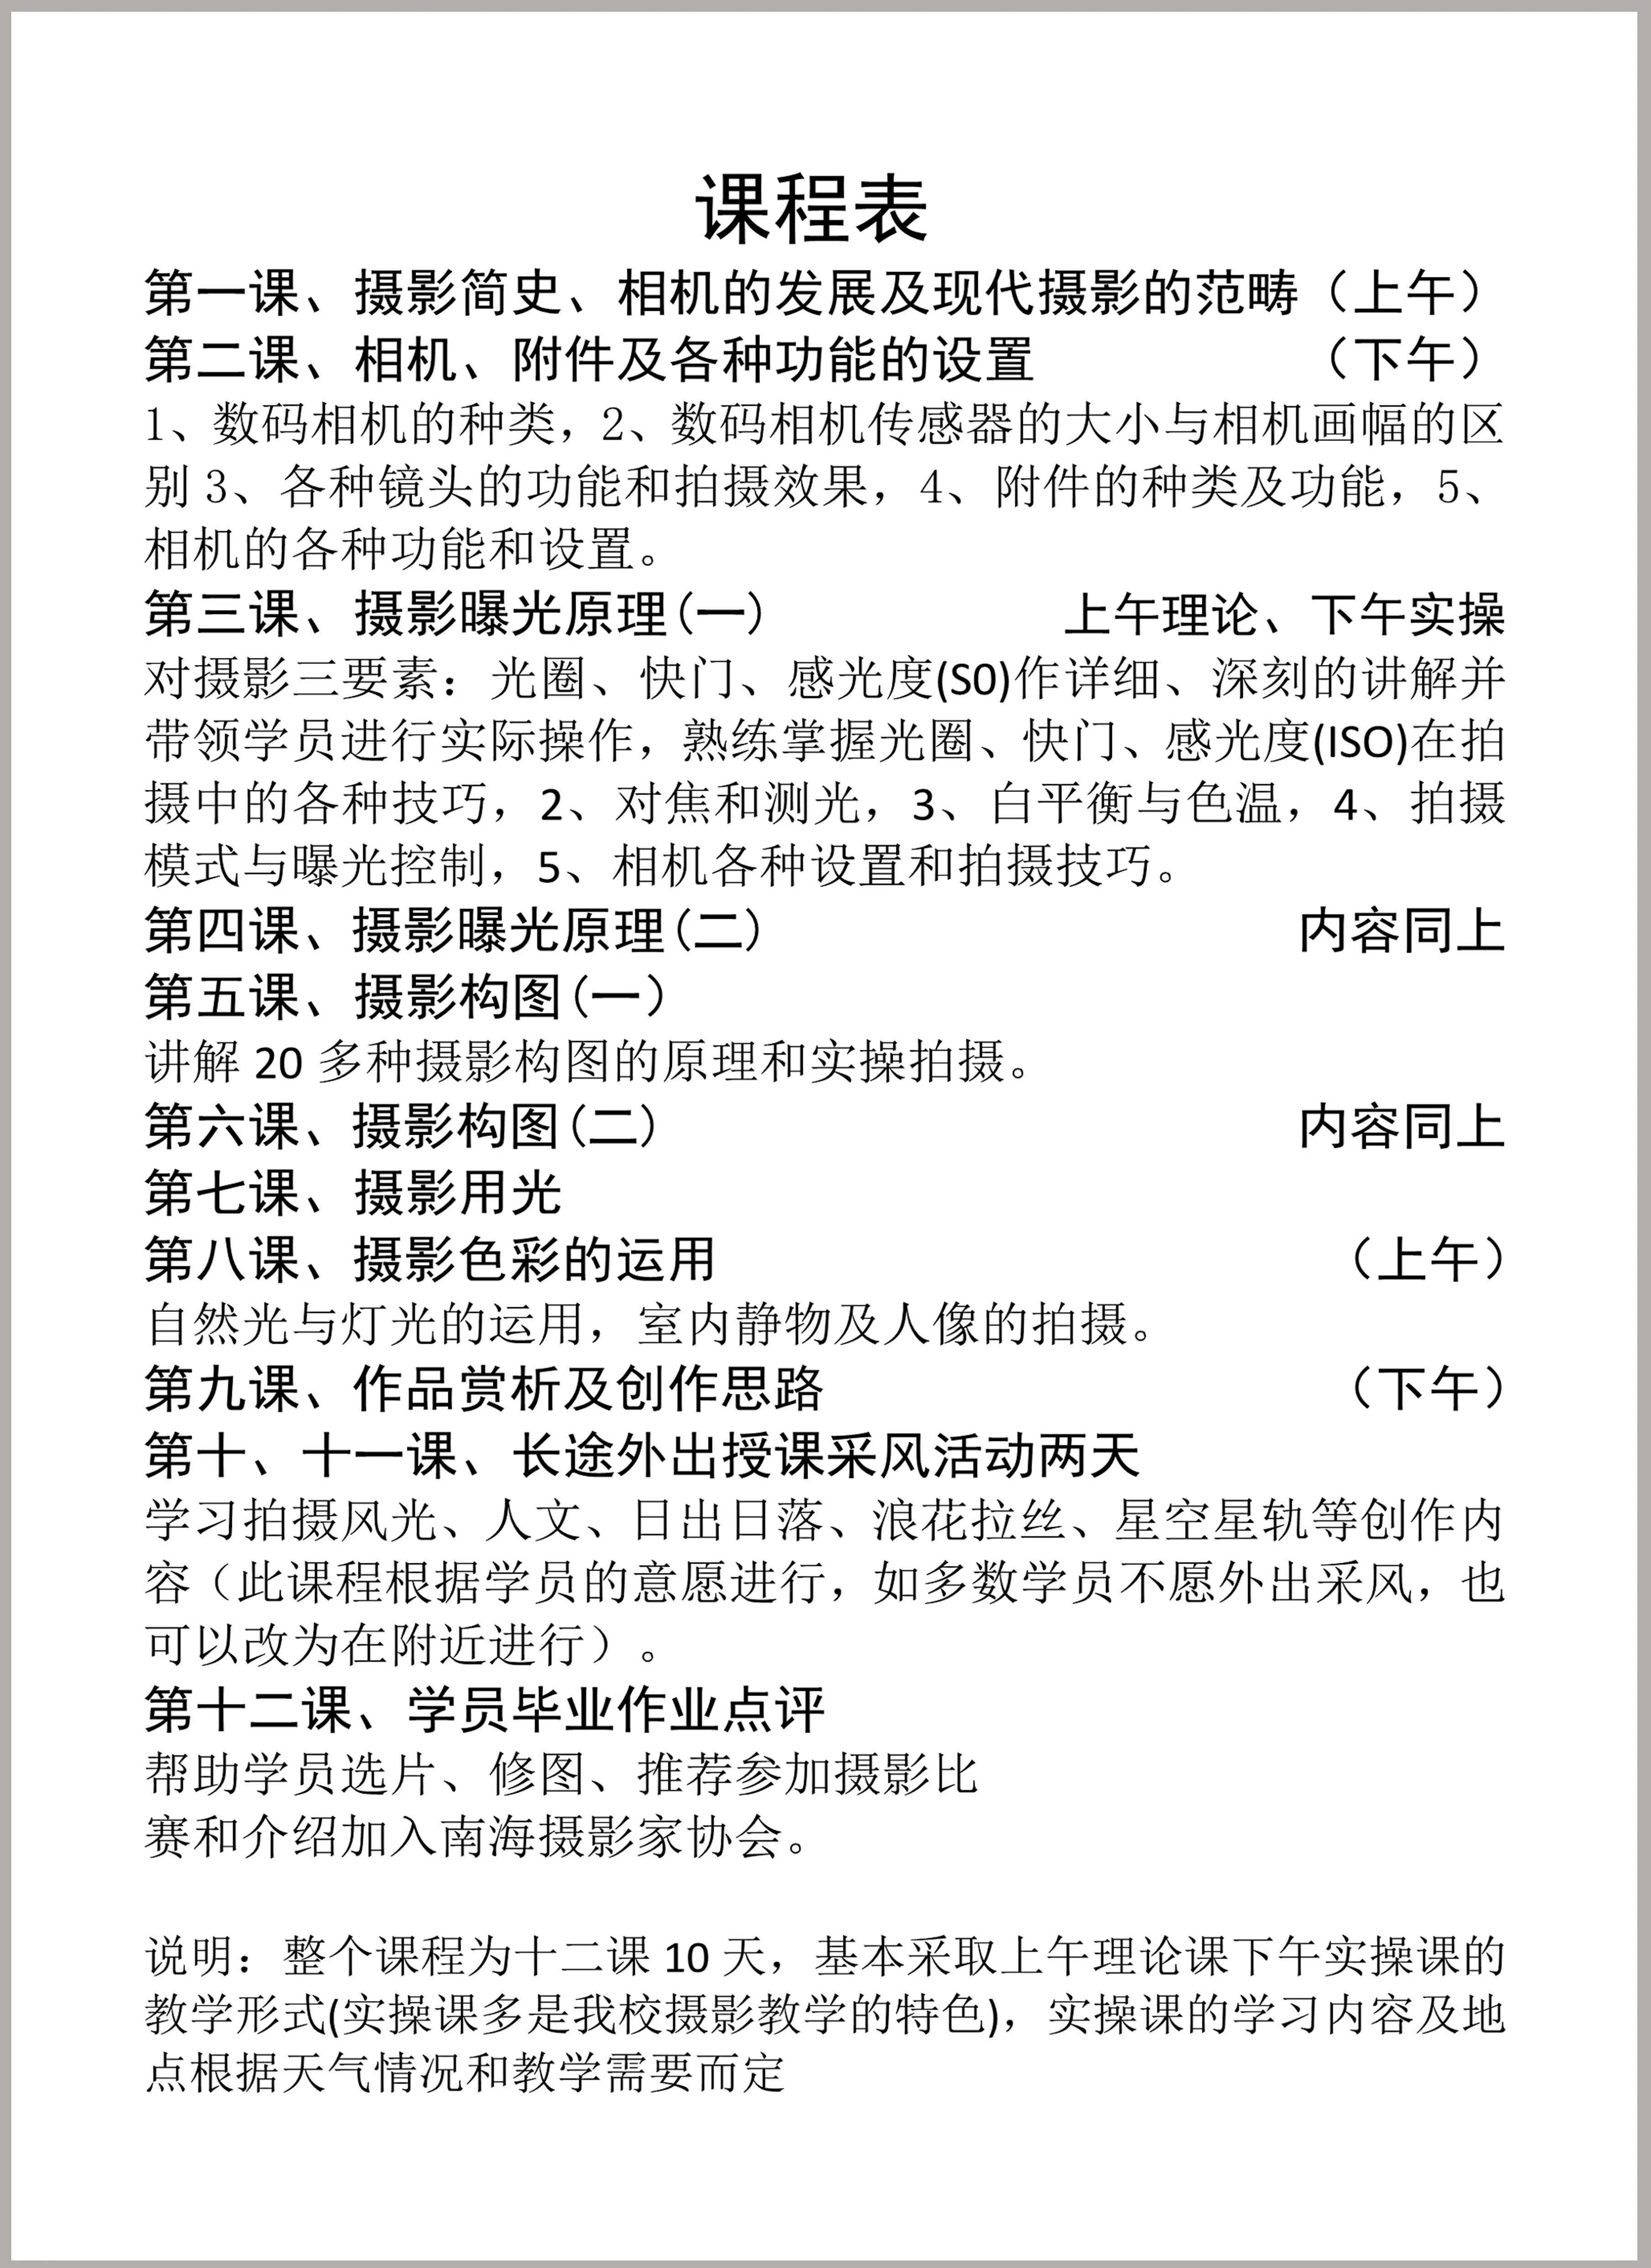 课程表
第一课、摄影简史、相机的发展及现代摄影的范畴（上午）
第二课、相机、附件及各种功能的设置 （下午）
1、数码相机的种类，2、数码相机传感器的大小与相机画幅的区
别 3、各种镜头的功能和拍摄效果，4、附件的种类及功能，5、
相机的各种功能和设置。
第三课、摄影曝光原理(一) 上午理论、下午实操
对摄影三要素：光圈、快门、感光度(S0)作详细、深刻的讲解并
带领学员进行实际操作，熟练掌握光圈、快门、感光度(ISO)在拍
摄中的各种技巧，2、对焦和测光，3、白平衡与色温，4、拍摄
模式与曝光控制，5、相机各种设置和拍摄技巧。
第四课、摄影曝光原理(二) 内容同上
第五课、摄影构图(一)
讲解 20 多种摄影构图的原理和实操拍摄。
第六课、摄影构图(二) 内容同上
第七课、摄影用光
第八课、摄影色彩的运用 （上午）
自然光与灯光的运用，室内静物及人像的拍摄。
第九课、作品赏析及创作思路 （下午）
第十、十一课、长途外出授课采风活动两天
学习拍摄风光、人文、日出日落、浪花拉丝、星空星轨等创作内
容（此课程根据学员的意愿进行，如多数学员不愿外出采风，也
可以改为在附近进行）。
第十二课、学员毕业作业点评
帮助学员选片、修图、推荐参加摄影比
赛和介绍加入南海摄影家协会。
说明：整个课程为十二课 10 天，基本采取上午理论课下午实操课的
教学形式(实操课多是我校摄影教学的特色)，实操课的学习内容及地
点根据天气情况和教学需要而定